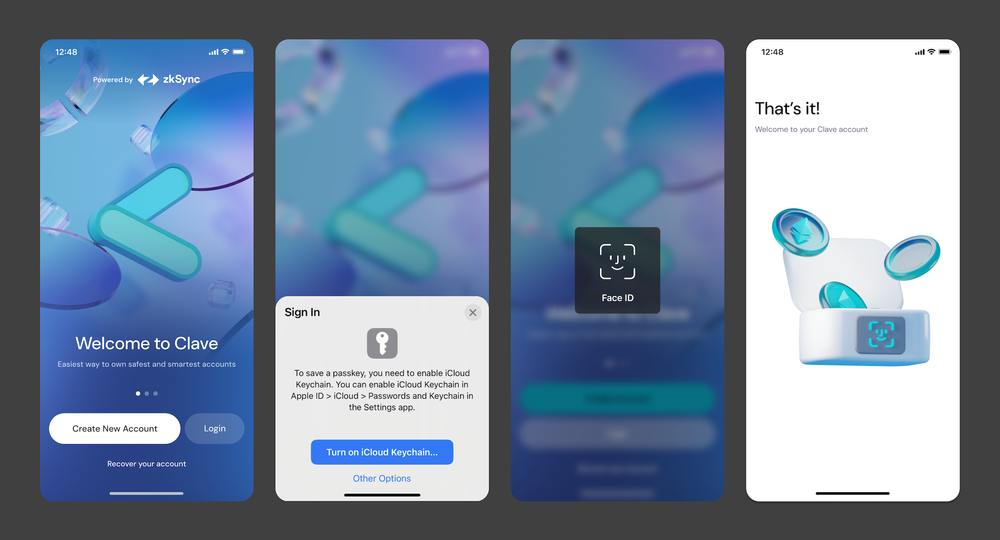 12:48
Powered by zkSync
Welcome to Clave
Easiest way to own safest and smartest accounts
Create New Account
Login
Recover your account
Sign In
To save a passkey, you need to enable iCloud
Keychain. You can enable iCloud Keychain in
Apple ID > iCloud > Passwords and Keychain in
the Settings app.
Turn on iCloud Keychain...
Other Options
Face ID
12:48
That's it!
Welcome to your Clave account